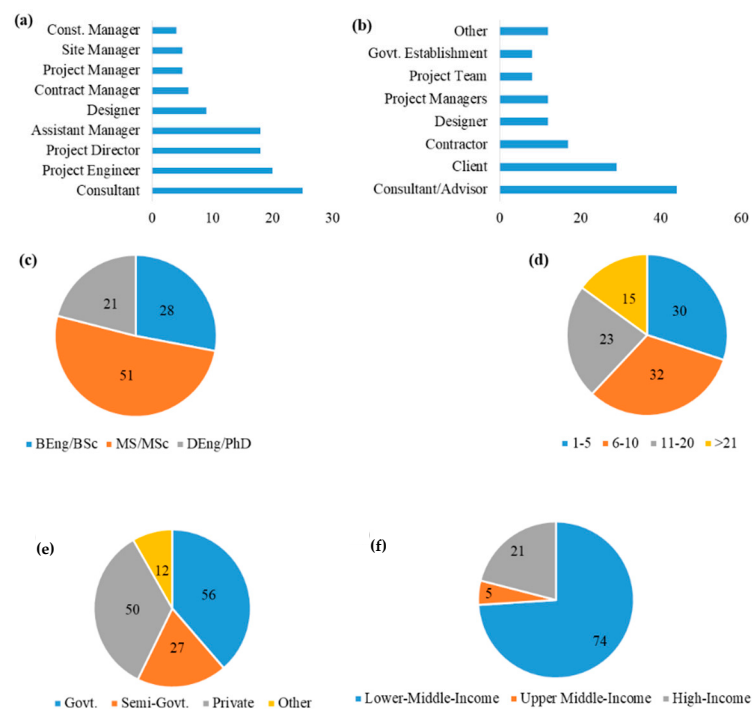 (a)
Const. Manager
Site Manager
Project Manager
Contract Manager
Designer
Assistant Manager
Project Director
Project Engineer
Consultant
0 10 20 30
(b)
Other
Govt. Establishment
Project Team
Project Managers
Designer
Contractor
Client
Consultant/Advisor
0 20 40 60
(c)
21
28
51
BEng/BSc MS/MSc DEng/PhD
(d)
15
30
23
32
1-5 6-10 11-20 >21
(e)
12
56
50
27
Govt. Semi-Govt. Private Other
(f)
21
5
74
Lower-Middle-Income Upper Middle-Income High-Income